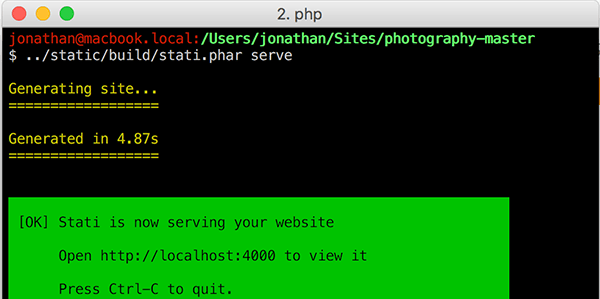 2. php
jonathan@macbook.local:/Users/jonathan/Sites/photography-master
$ ../static/build/stati.phar serve
Generating site...
==================
Generated in 4.87s
==================
[OK] Stati is now serving your website
Open http://localhost:4000 to view it
Press Ctrl-C to quit.